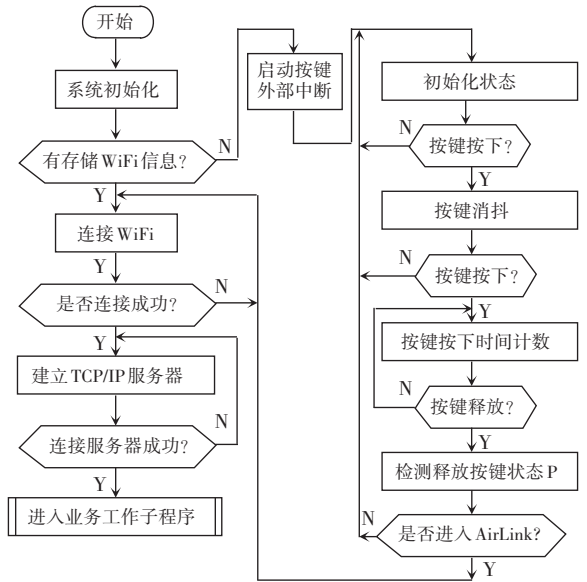 开始
系统初始化
有存储WiFi信息？
N
Y
连接WiFi
Y
是否连接成功？
N
Y
建立TCP/IP服务器
N
连接服务器成功？
Y
进入业务工作子程序
启动按键
外部中断
初始化状态
N
按键按下？
Y
按键消抖
N
按键按下？
Y
按键按下时间计数
N
按键释放？
Y
检测释放按键状态P
N
是否进入AirLink？
Y